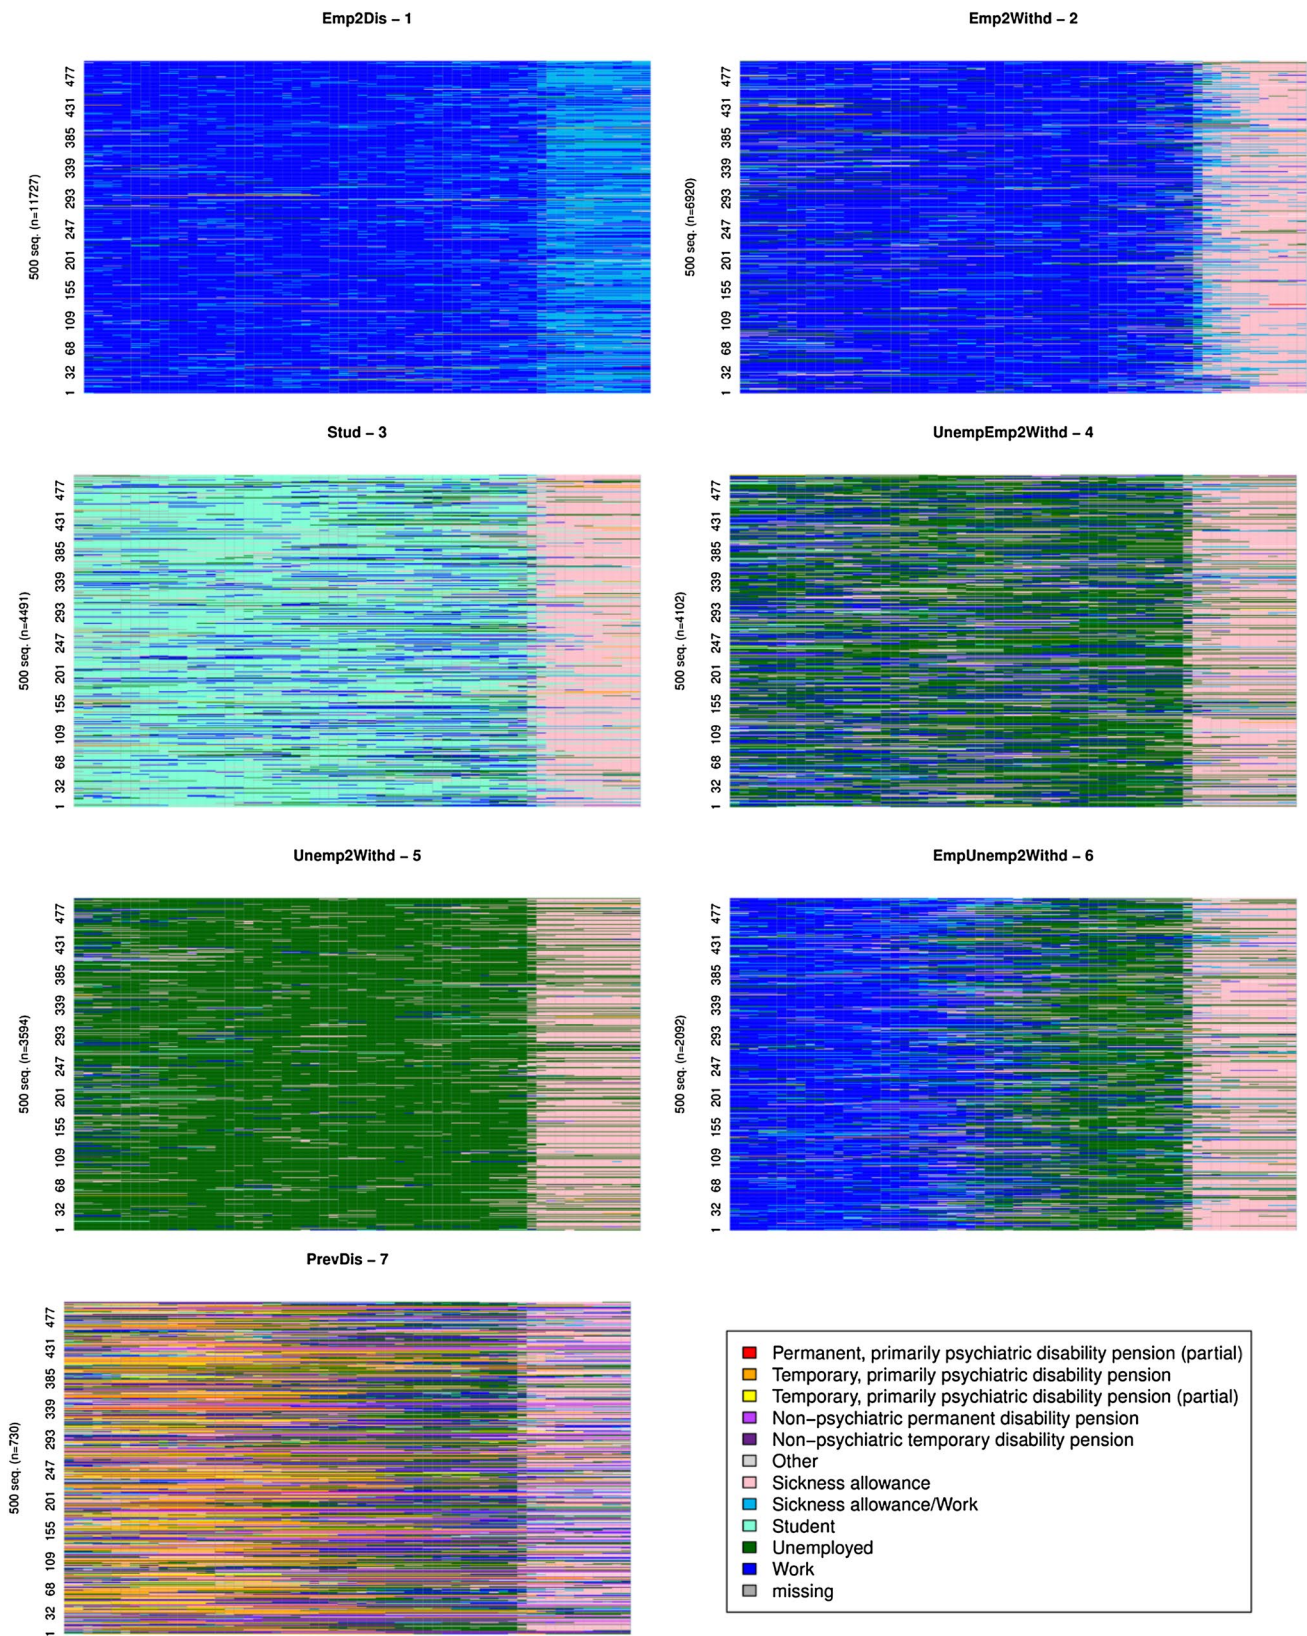 Emp2Dis – 1
Emp2Withd – 2
500 seq. (n=11727)
1 32 68 109 155 201 247 293 339 385 431 477
500 seq. (n=6920)
1 32 68 109 155 201 247 293 339 385 431 477
Stud – 3
UnempEmp2Withd – 4
500 seq. (n=4491)
1 32 68 109 155 201 247 293 339 385 431 477
500 seq. (n=4102)
1 32 68 109 155 201 247 293 339 385 431 477
Unemp2Withd – 5
EmpUnemp2Withd – 6
500 seq. (n=3594)
1 32 68 109 155 201 247 293 339 385 431 477
500 seq. (n=2092)
1 32 68 109 155 201 247 293 339 385 431 477
PrevDis – 7
500 seq. (n=730)
1 32 68 109 155 201 247 293 339 385 431 477
Permanent, primarily psychiatric disability pension (partial)
Temporary, primarily psychiatric disability pension
Temporary, primarily psychiatric disability pension (partial)
Non−psychiatric permanent disability pension
Non−psychiatric temporary disability pension
Other
Sickness allowance
Sickness allowance/Work
Student
Unemployed
Work
missing